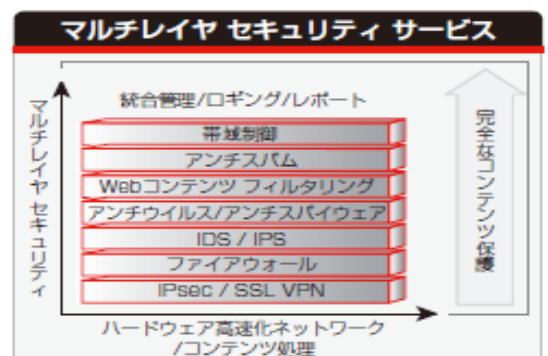 マルチレイヤ セキュリティ サービス
マルチレイヤ セキュリティ
統合管理/ロギング/レポート
帯域制御
アンチスパム
Webコンテンツ フィルタリング
アンチウイルス/アンチスパイウェア
IDS / IPS
ファイアウォール
IPsec / SSL VPN
ハードウェア高速化ネットワーク
/コンテンツ処理
完全なコンテンツ保護